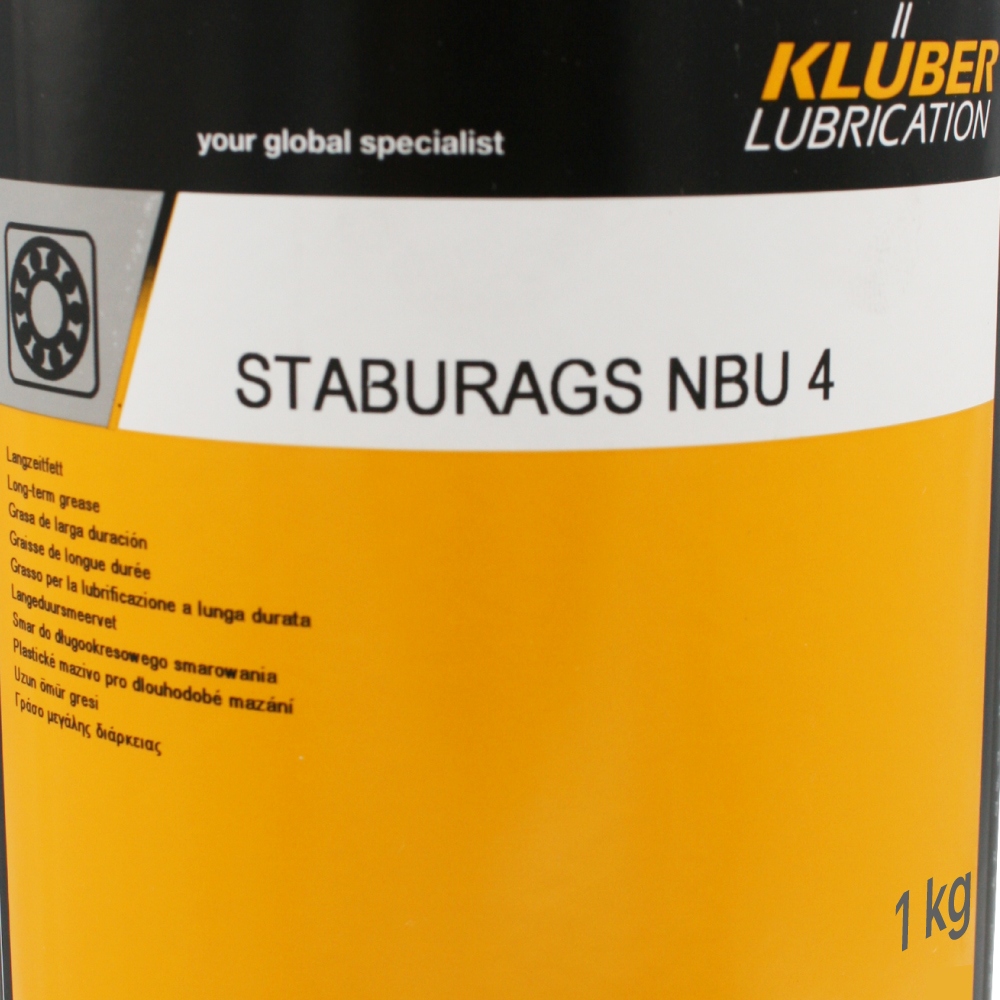 KLÜBER
LUBRICATION
your global specialist
STABURAGS NBU 4
Langzeitfett
Long-term grease
Grasa de larga duración
Graisse de longue durée
Grasso per la lubrificazione a lunga durata
Langeduursmeervet
Smar do długookresowego smarowania
Plastické mazivo pro dlouhodobé mazání
Uzun ömür gresi
Γράσο μεγάλης διάρκειας
1 kg